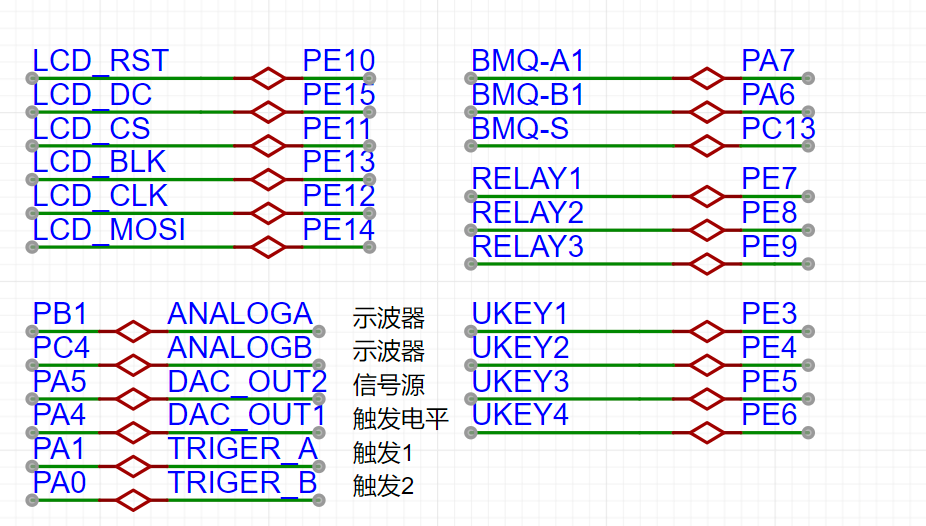 LCD_RST PE10
LCD_DC PE15
LCD_CS PE11
LCD_BLK PE13
LCD_CLK PE12
LCD_MOSI PE14
BMQ-A1 PA7
BMQ-B1 PA6
BMQ-S PC13
RELAY1 PE7
RELAY2 PE8
RELAY3 PE9
PB1 ANALOGA 示波器
PC4 ANALOGB 示波器
PA5 DAC_OUT2 信号源
PA4 DAC_OUT1 触发电平
PA1 TRIGER_A 触发1
PA0 TRIGER_B 触发2
UKEY1 PE3
UKEY2 PE4
UKEY3 PE5
UKEY4 PE6